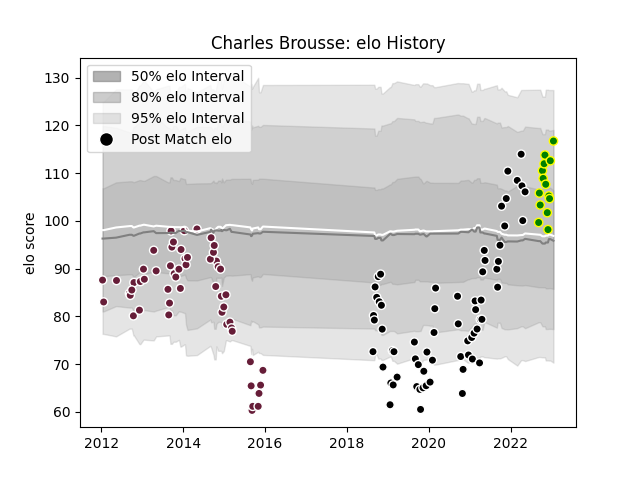 Charles Brousse: elo History
50% elo Interval
80% elo Interval
95% elo Interval
Post Match elo
elo score
130
120
110
100
90
80
70
60
2012
2014
2016
2018
2020
2022